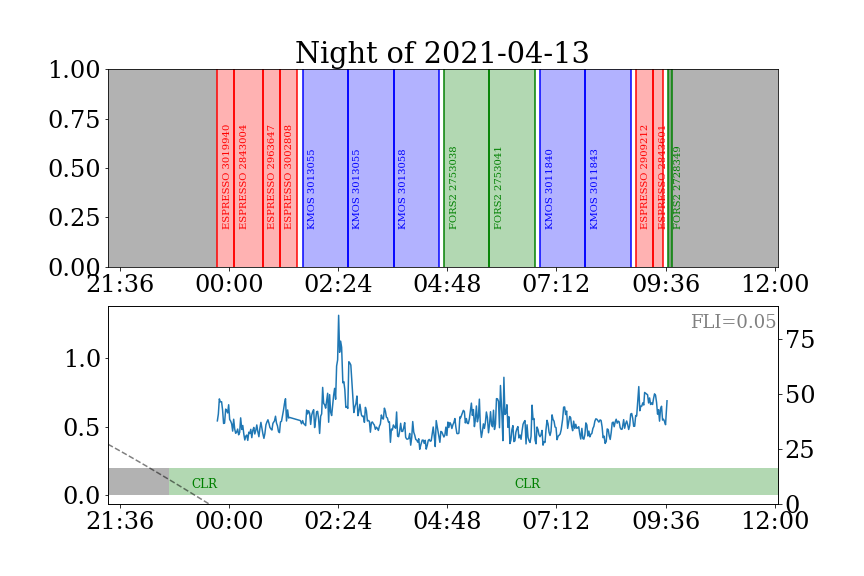 Night of 2021-04-13
1.00
0.75
0.50
0.25
0.00
ESPRESSO 3019940
ESPRESSO 2843004
ESPRESSO 2963647
ESPRESSO 3002808
KMOS 3013055
KMOS 3013055
KMOS 3013058
FORS2 2753038
FORS2 2753041
KMOS 3011840
KMOS 3011843
ESPRESSO 2909212
ESPRESSO 2843601
FORS2 2728349
21:36 00:00 02:24 04:48 07:12 09:36 12:00
FLI=0.05
1.0
0.5
0.0
75
50
25
0
CLR CLR
21:36 00:00 02:24 04:48 07:12 09:36 12:00